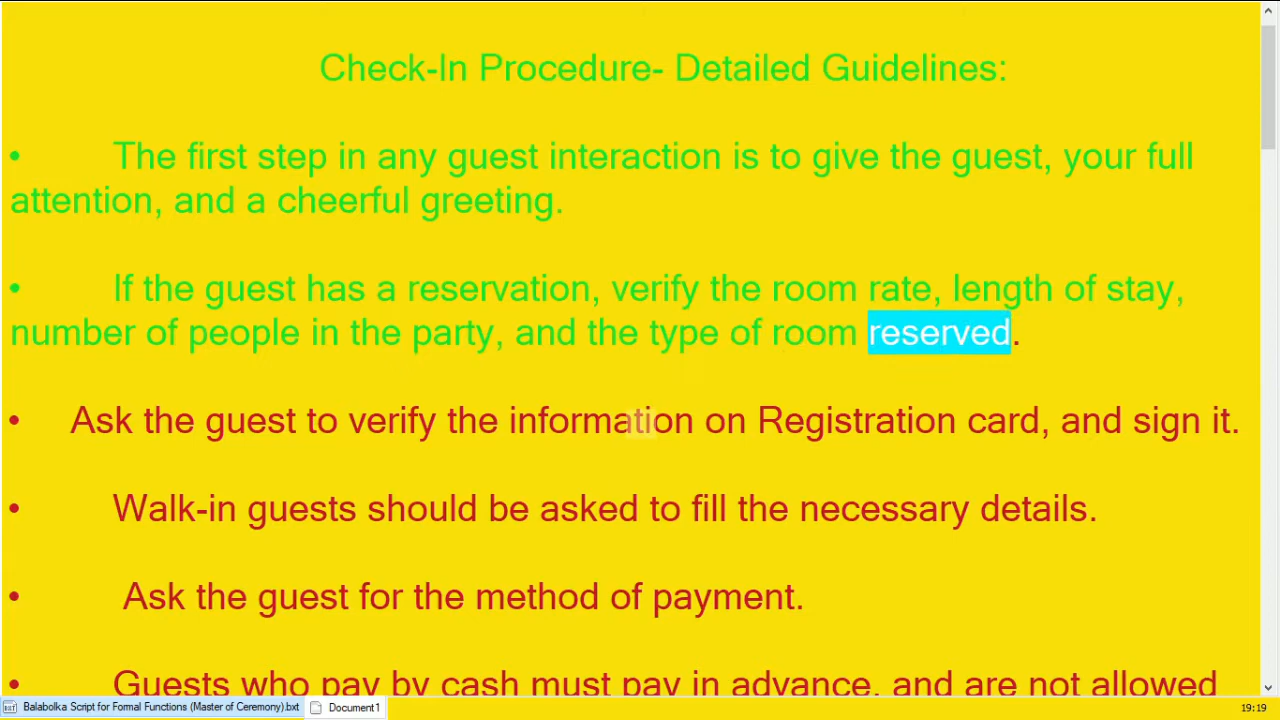 Check-In Procedure- Detailed Guidelines:
• The first step in any guest interaction is to give the guest, your full
attention, and a cheerful greeting.
• If the guest has a reservation, verify the room rate, length of stay,
number of people in the party, and the type of room reserved.
• Ask the guest to verify the information on Registration card, and sign it.
• Walk-in guests should be asked to fill the necessary details.
• Ask the guest for the method of payment.
• Guests who pay by cash must pay in advance, and are not allowed
Balabolka Script for Formal Functions (Master of Ceremony).bxt Document1 19:19